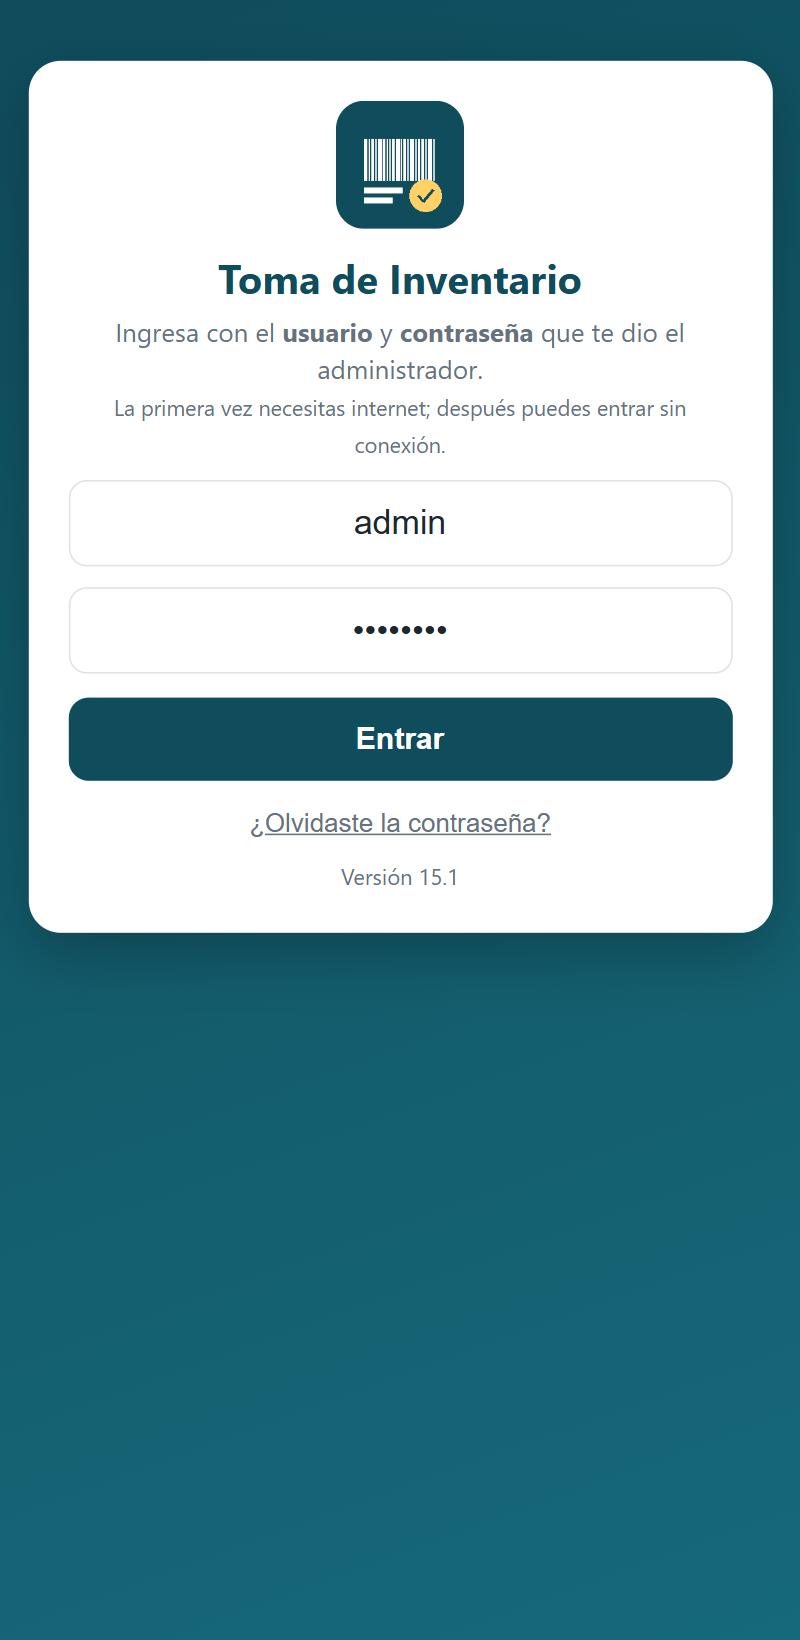 Toma de Inventario
Ingresa con el usuario y contraseña que te dio el
administrador.
La primera vez necesitas internet; después puedes entrar sin
conexión.
admin
••••••••
Entrar
¿Olvidaste la contraseña?
Versión 15.1